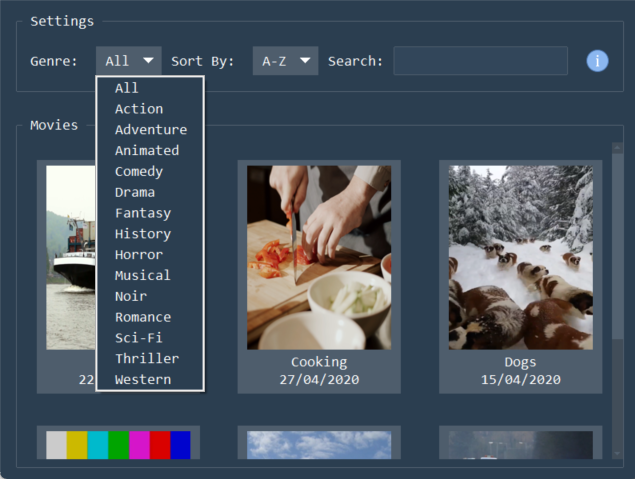 Settings
Genre: All Sort By: A-Z Search: i
All
Action
Adventure
Animated
Comedy
Drama
Fantasy
History
Horror
Musical
Noir
Romance
Sci-Fi
Thriller
Western
Movies
22
Cooking
27/04/2020
Dogs
15/04/2020